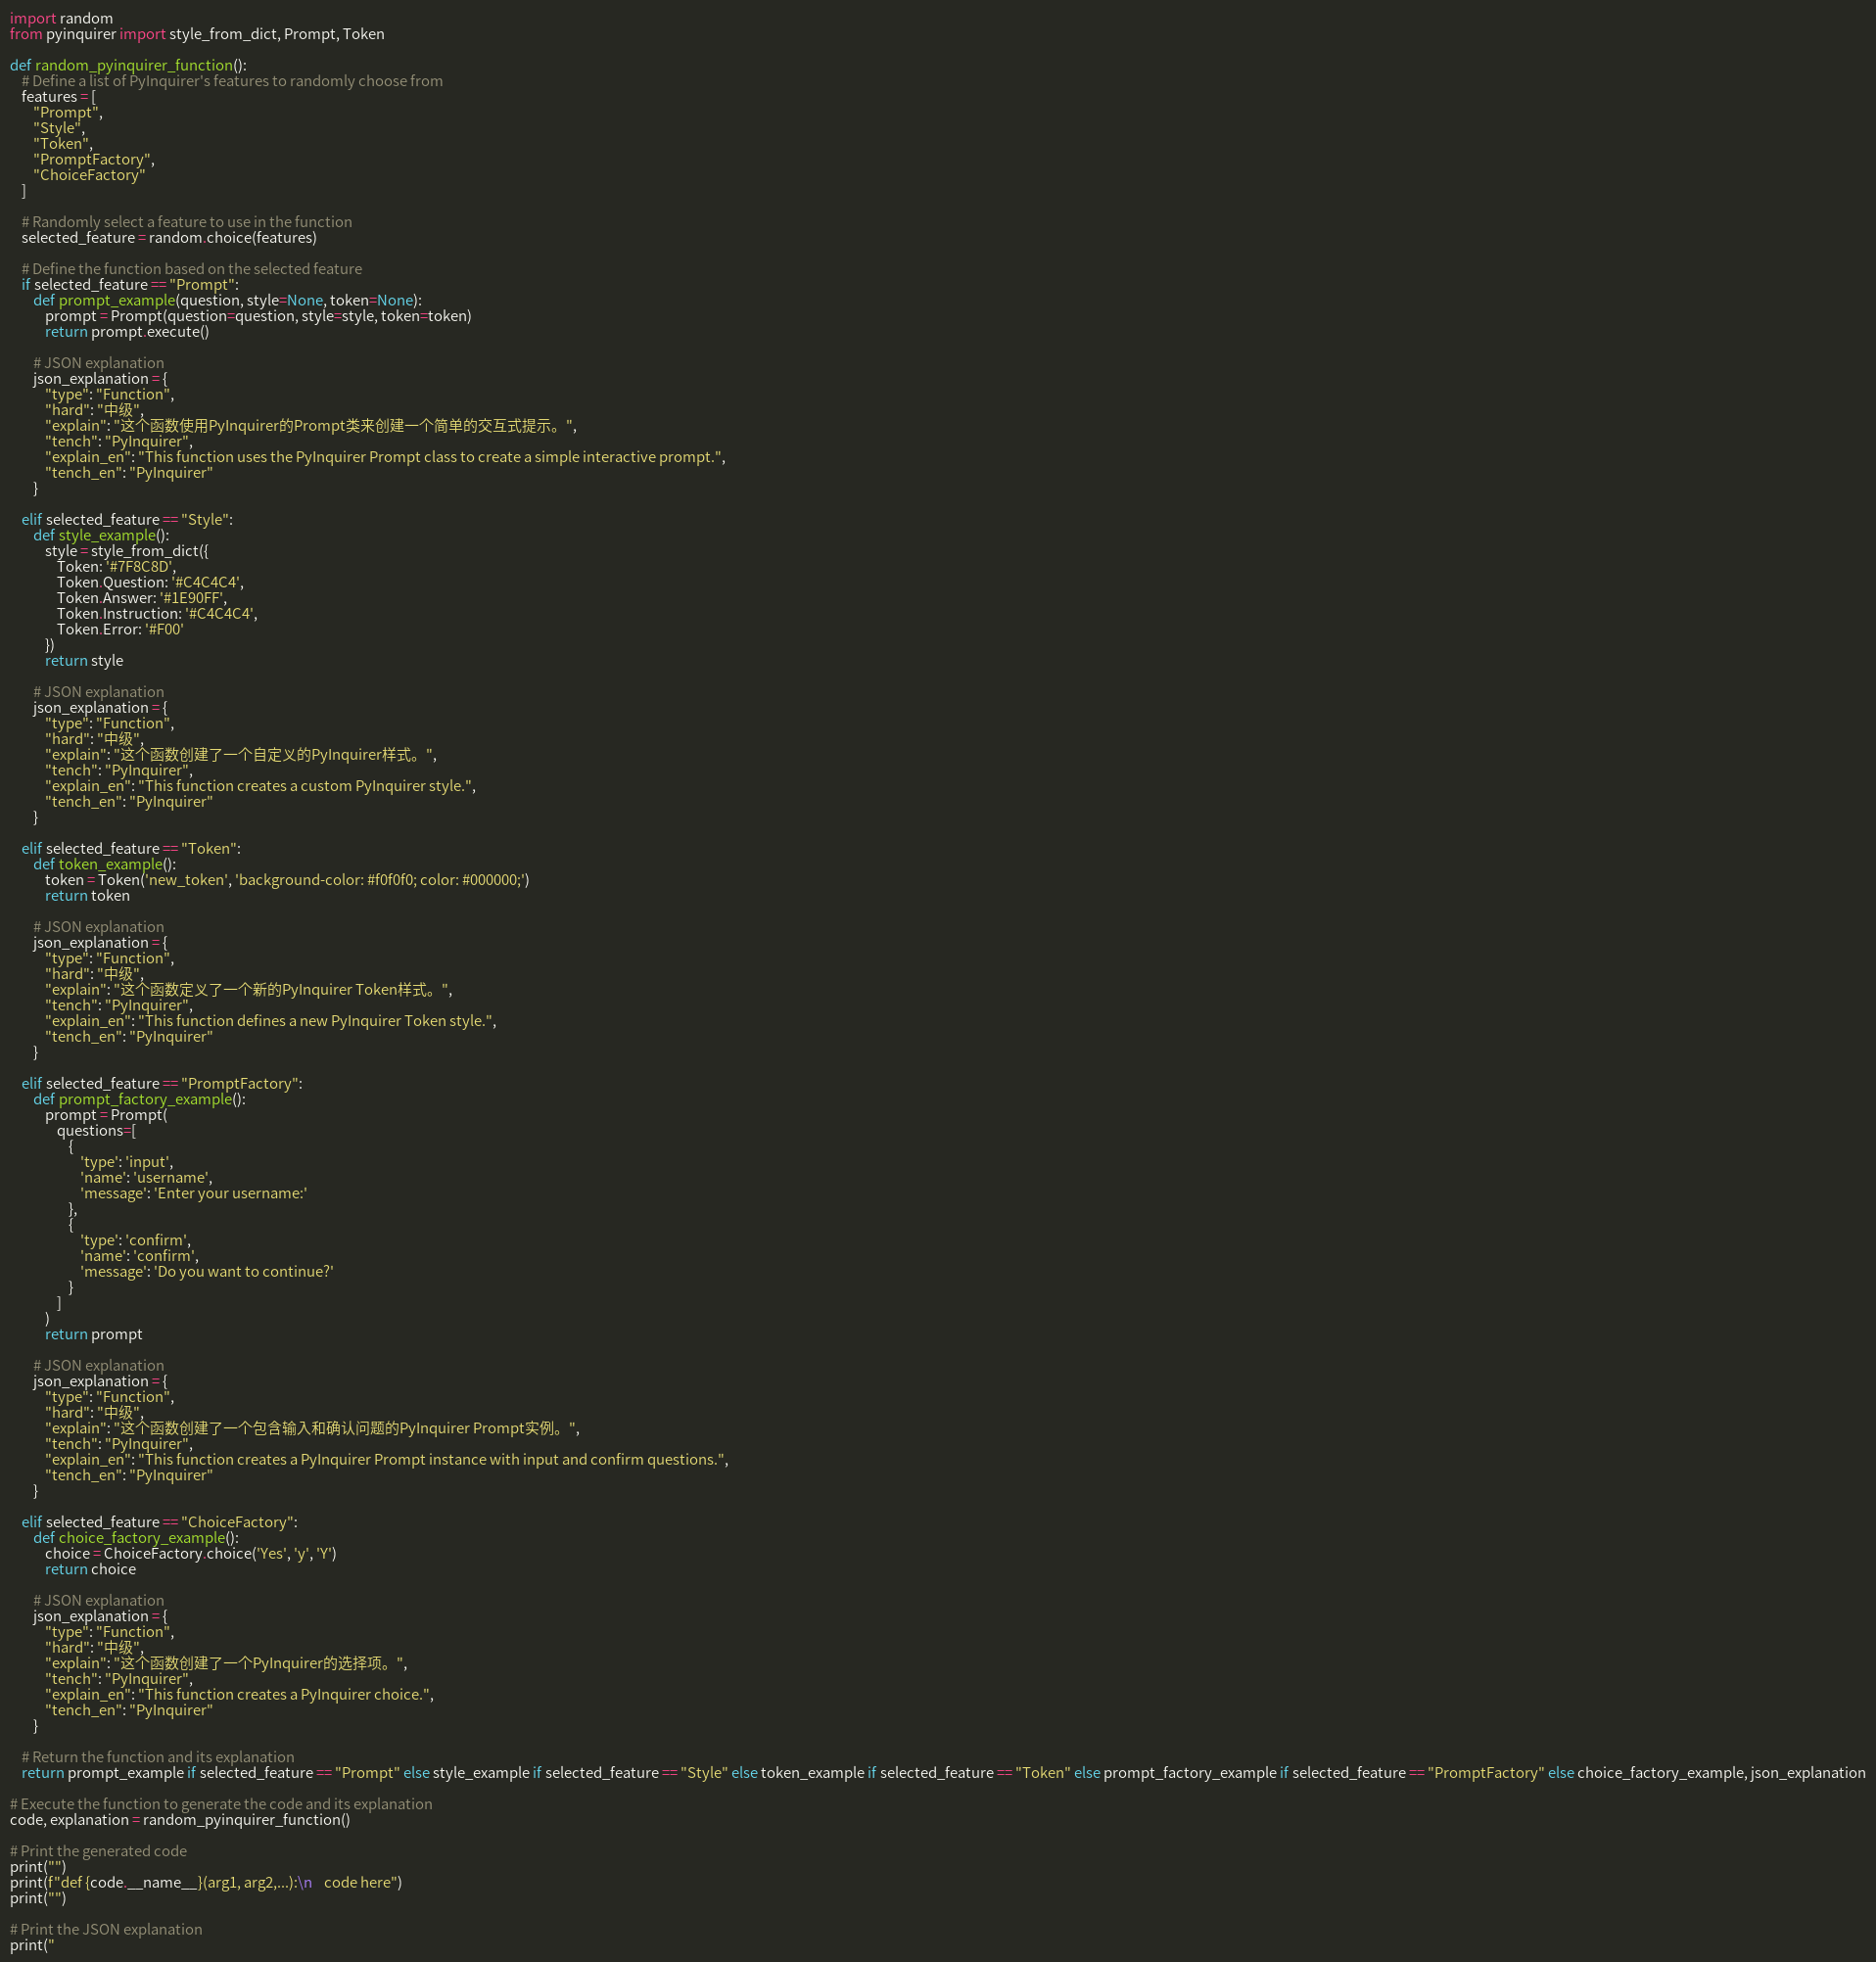 import random
from pyinquirer import style_from_dict, Prompt, Token

def random_pyinquirer_function():
    # Define a list of PyInquirer's features to randomly choose from
    features = [
        "Prompt",
        "Style",
        "Token",
        "PromptFactory",
        "ChoiceFactory"
    ]

    # Randomly select a feature to use in the function
    selected_feature = random.choice(features)

    # Define the function based on the selected feature
    if selected_feature == "Prompt":
        def prompt_example(question, style=None, token=None):
            prompt = Prompt(question=question, style=style, token=token)
            return prompt.execute()

        # JSON explanation
        json_explanation = {
            "type": "Function",
            "hard": "中级",
            "explain": "这个函数使用PyInquirer的Prompt类来创建一个简单的交互式提示。",
            "tench": "PyInquirer",
            "explain_en": "This function uses the PyInquirer Prompt class to create a simple interactive prompt.",
            "tench_en": "PyInquirer"
        }

    elif selected_feature == "Style":
        def style_example():
            style = style_from_dict({
                Token: '#7F8C8D',
                Token.Question: '#C4C4C4',
                Token.Answer: '#1E90FF',
                Token.Instruction: '#C4C4C4',
                Token.Error: '#F00'
            })
            return style

        # JSON explanation
        json_explanation = {
            "type": "Function",
            "hard": "中级",
            "explain": "这个函数创建了一个自定义的PyInquirer样式。",
            "tench": "PyInquirer",
            "explain_en": "This function creates a custom PyInquirer style.",
            "tench_en": "PyInquirer"
        }

    elif selected_feature == "Token":
        def token_example():
            token = Token('new_token', 'background-color: #f0f0f0; color: #000000;')
            return token

        # JSON explanation
        json_explanation = {
            "type": "Function",
            "hard": "中级",
            "explain": "这个函数定义了一个新的PyInquirer Token样式。",
            "tench": "PyInquirer",
            "explain_en": "This function defines a new PyInquirer Token style.",
            "tench_en": "PyInquirer"
        }

    elif selected_feature == "PromptFactory":
        def prompt_factory_example():
            prompt = Prompt(
                questions=[
                    {
                        'type': 'input',
                        'name': 'username',
                        'message': 'Enter your username:'
                    },
                    {
                        'type': 'confirm',
                        'name': 'confirm',
                        'message': 'Do you want to continue?'
                    }
                ]
            )
            return prompt

        # JSON explanation
        json_explanation = {
            "type": "Function",
            "hard": "中级",
            "explain": "这个函数创建了一个包含输入和确认问题的PyInquirer Prompt实例。",
            "tench": "PyInquirer",
            "explain_en": "This function creates a PyInquirer Prompt instance with input and confirm questions.",
            "tench_en": "PyInquirer"
        }

    elif selected_feature == "ChoiceFactory":
        def choice_factory_example():
            choice = ChoiceFactory.choice('Yes', 'y', 'Y')
            return choice

        # JSON explanation
        json_explanation = {
            "type": "Function",
            "hard": "中级",
            "explain": "这个函数创建了一个PyInquirer的选择项。",
            "tench": "PyInquirer",
            "explain_en": "This function creates a PyInquirer choice.",
            "tench_en": "PyInquirer"
        }

    # Return the function and its explanation
    return prompt_example if selected_feature == "Prompt" else style_example if selected_feature == "Style" else token_example if selected_feature == "Token" else prompt_factory_example if selected_feature == "PromptFactory" else choice_factory_example, json_explanation

# Execute the function to generate the code and its explanation
code, explanation = random_pyinquirer_function()

# Print the generated code
print("")
print(f"def {code.__name__}(arg1, arg2,...):\n    code here")
print("")

# Print the JSON explanation
print("